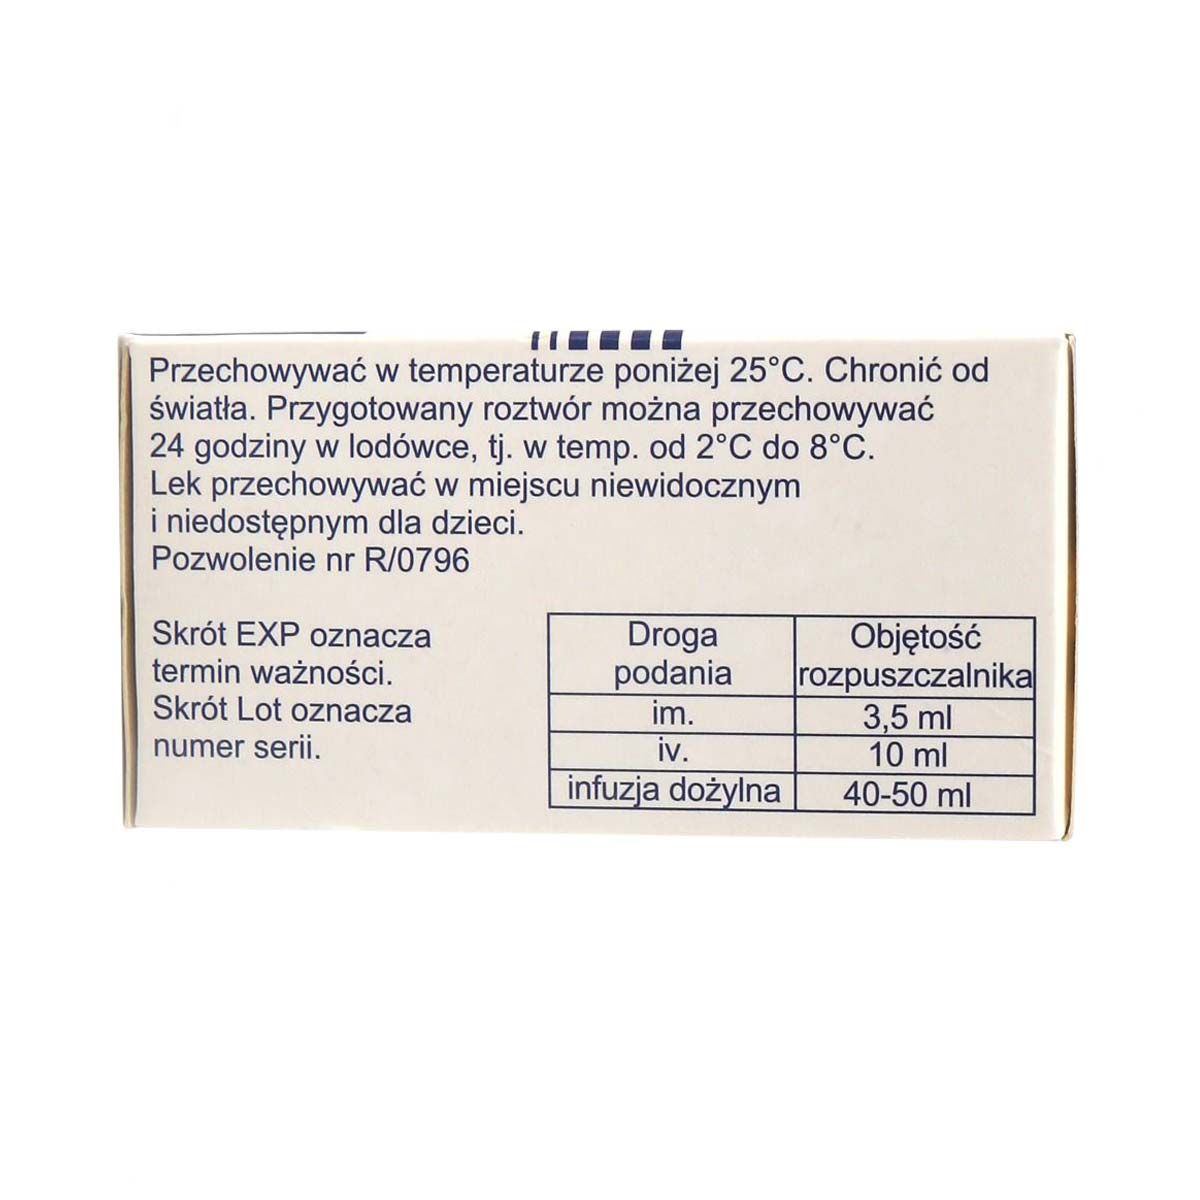 Przechowywać w temperaturze poniżej 25°C. Chronić od
światła. Przygotowany roztwór można przechowywać
24 godziny w lodówce, tj. w temp. od 2°C do 8°C.
Lek przechowywać w miejscu niewidocznym
i niedostępnym dla dzieci.
Pozwolenie nr R/0796
Skrót EXP oznacza
termin ważności.
Skrót Lot oznacza
numer serii.
Droga podania Objętość rozpuszczalnika
im. 3,5 ml
iv. 10 ml
infuzja dożylna 40-50 ml